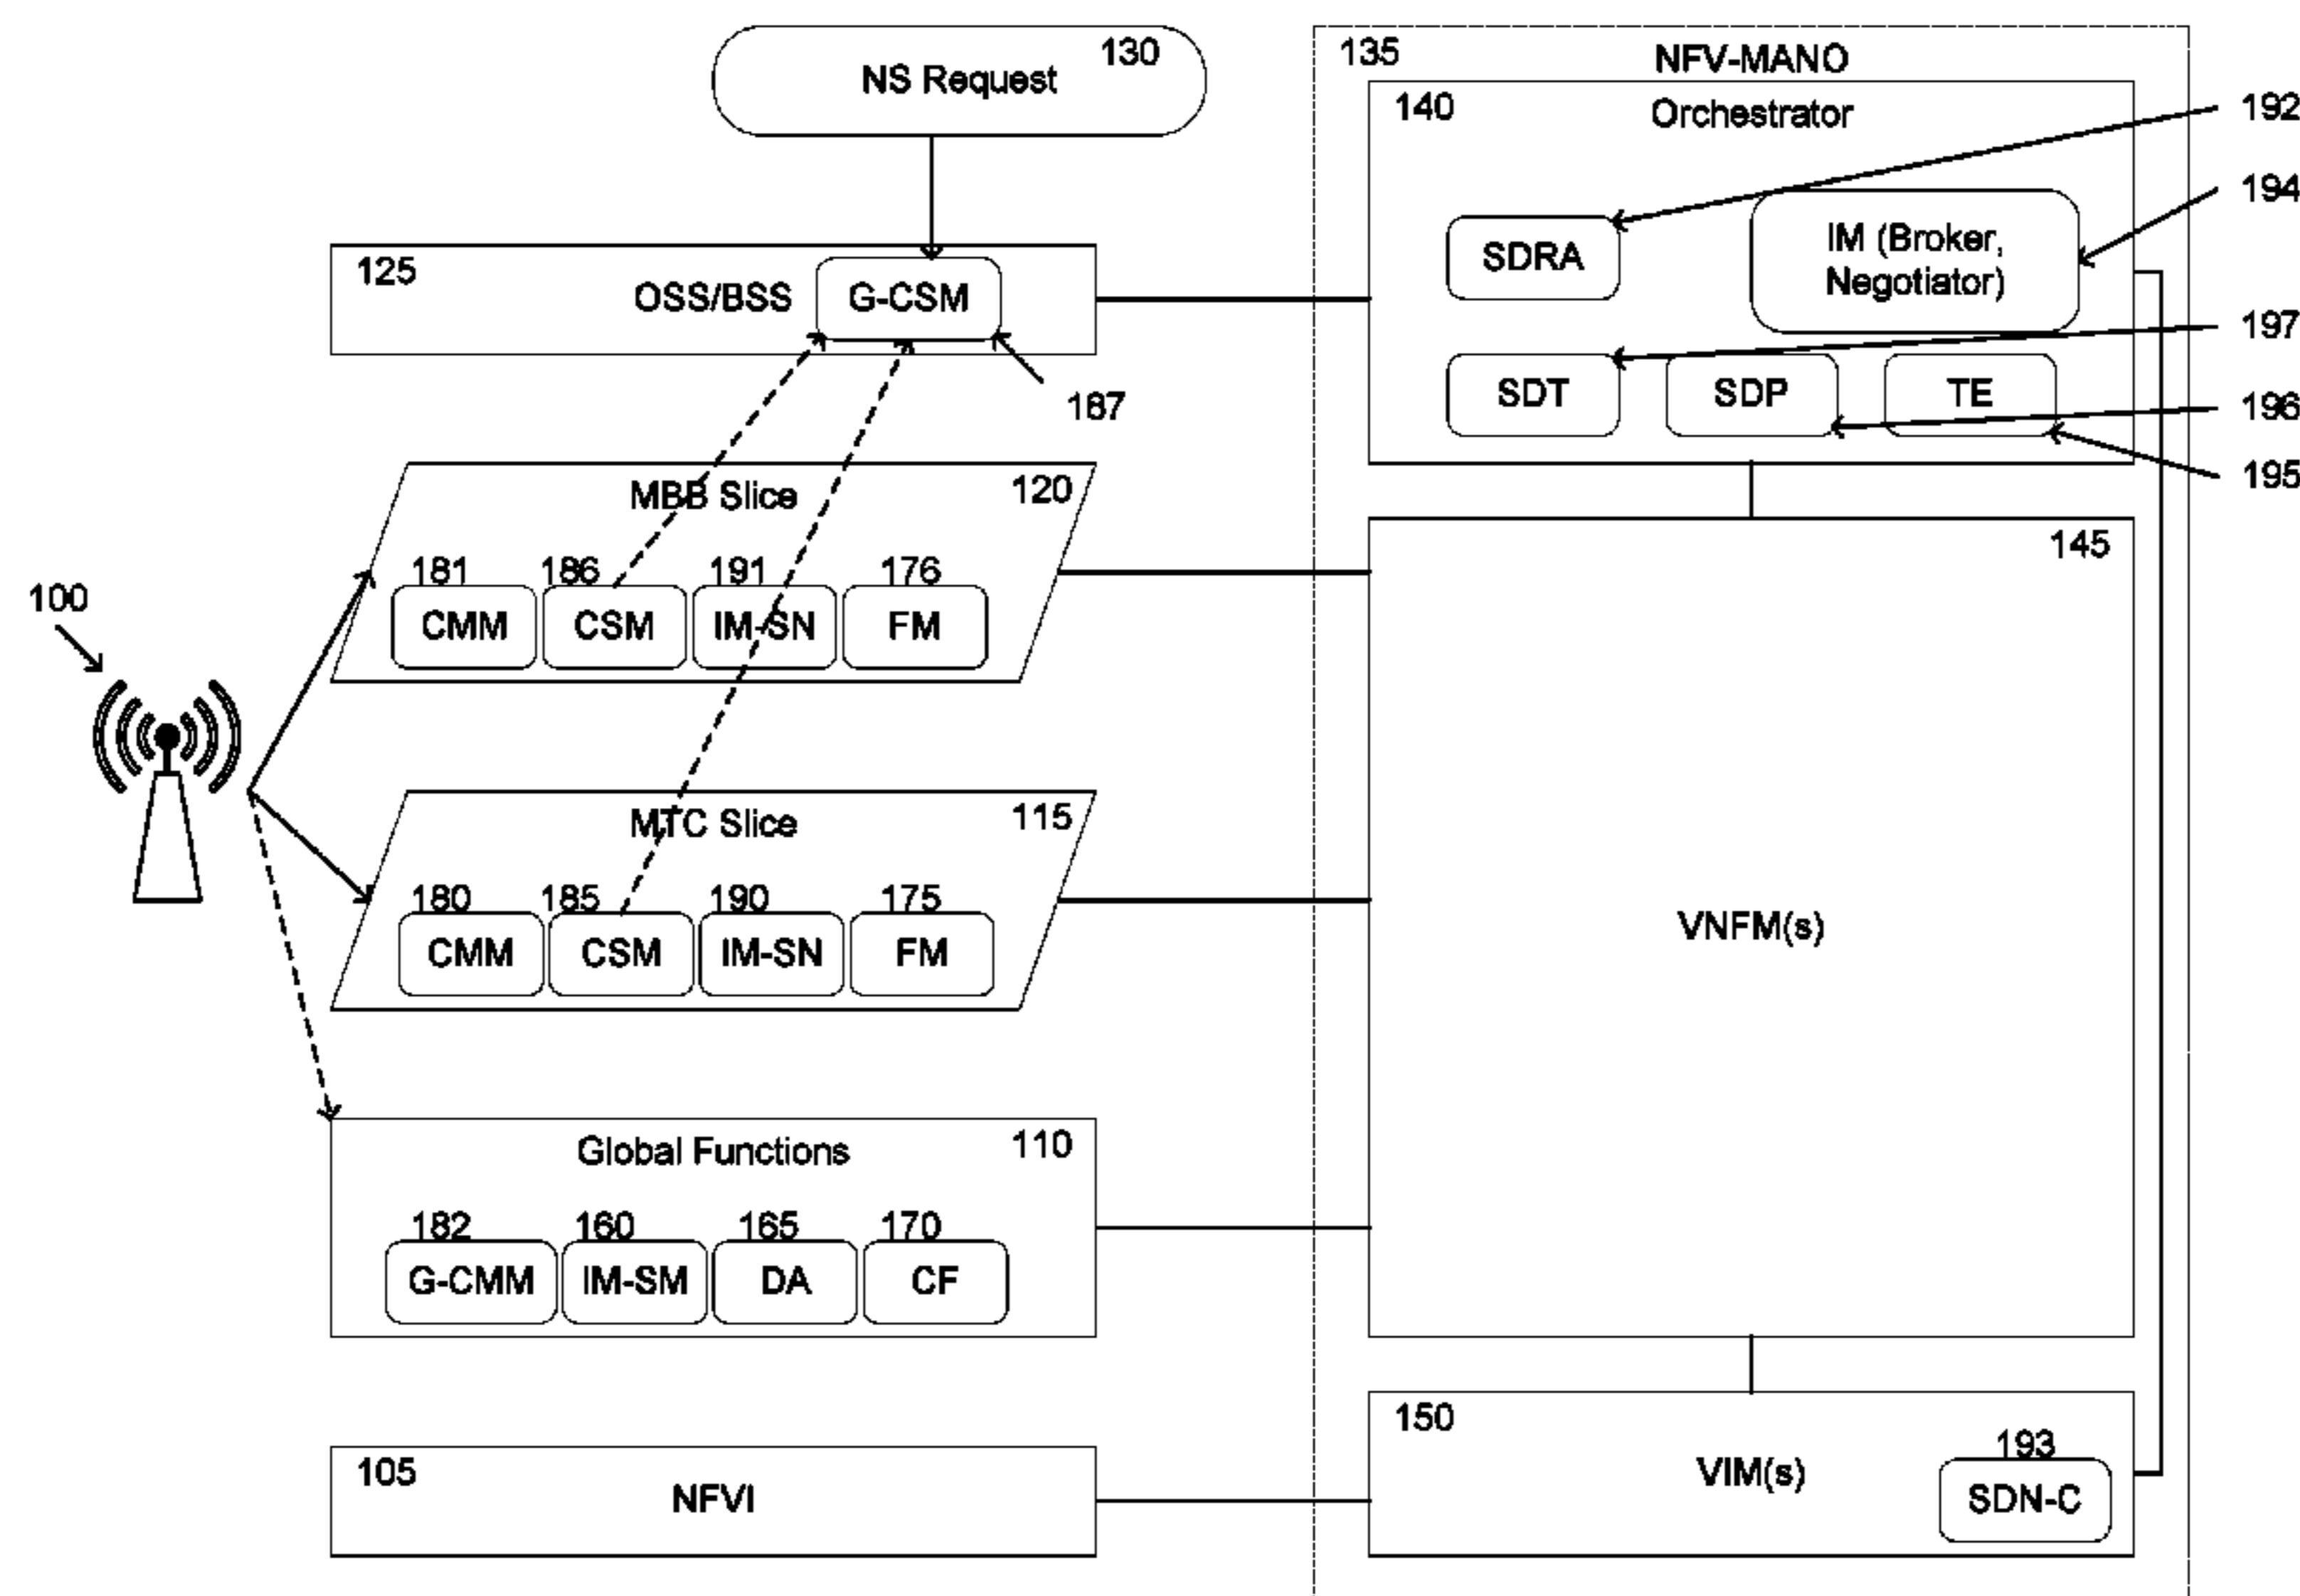 130
NS Request
135
NFV-MANO
140
Orchestrator
192
194
SDRA
IM (Broker,
Negotiator)
125
OSS/BSS
G-CSM
187
197
SDT
SDP
TE
196
195
MBB Slice
120
181
186
191
176
CMM
CSM
IM-SN
FM
145
VNFM(s)
100
MTC Slice
115
180
185
190
175
CMM
CSM
IM-SN
FM
Global Functions
110
182
160
165
170
G-CMM
IM-SM
DA
CF
105
NFVI
150
VIM(s)
193
SDN-C